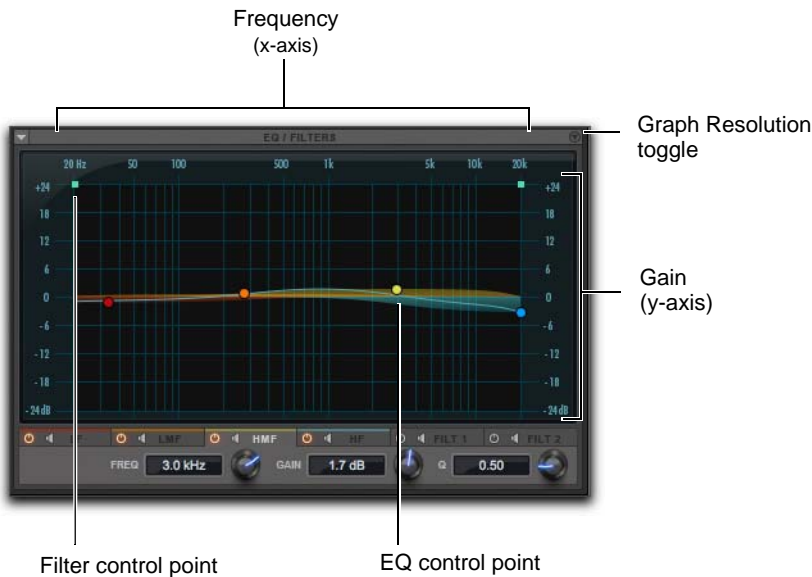 Frequency
(x-axis)
EQ / FILTERS
Graph Resolution
toggle
20 Hz 50 100 500 1k 5k 10k 20k
+24 +24
18 18
12 12
6 6
0 0
-6 -6
-12 -12
-18 -18
-24 dB -24 dB
Gain
(y-axis)
LF LMF HMF HF FILT 1 FILT 2
FREQ 3.0 kHz GAIN 1.7 dB Q 0.50
Filter control point
EQ control point